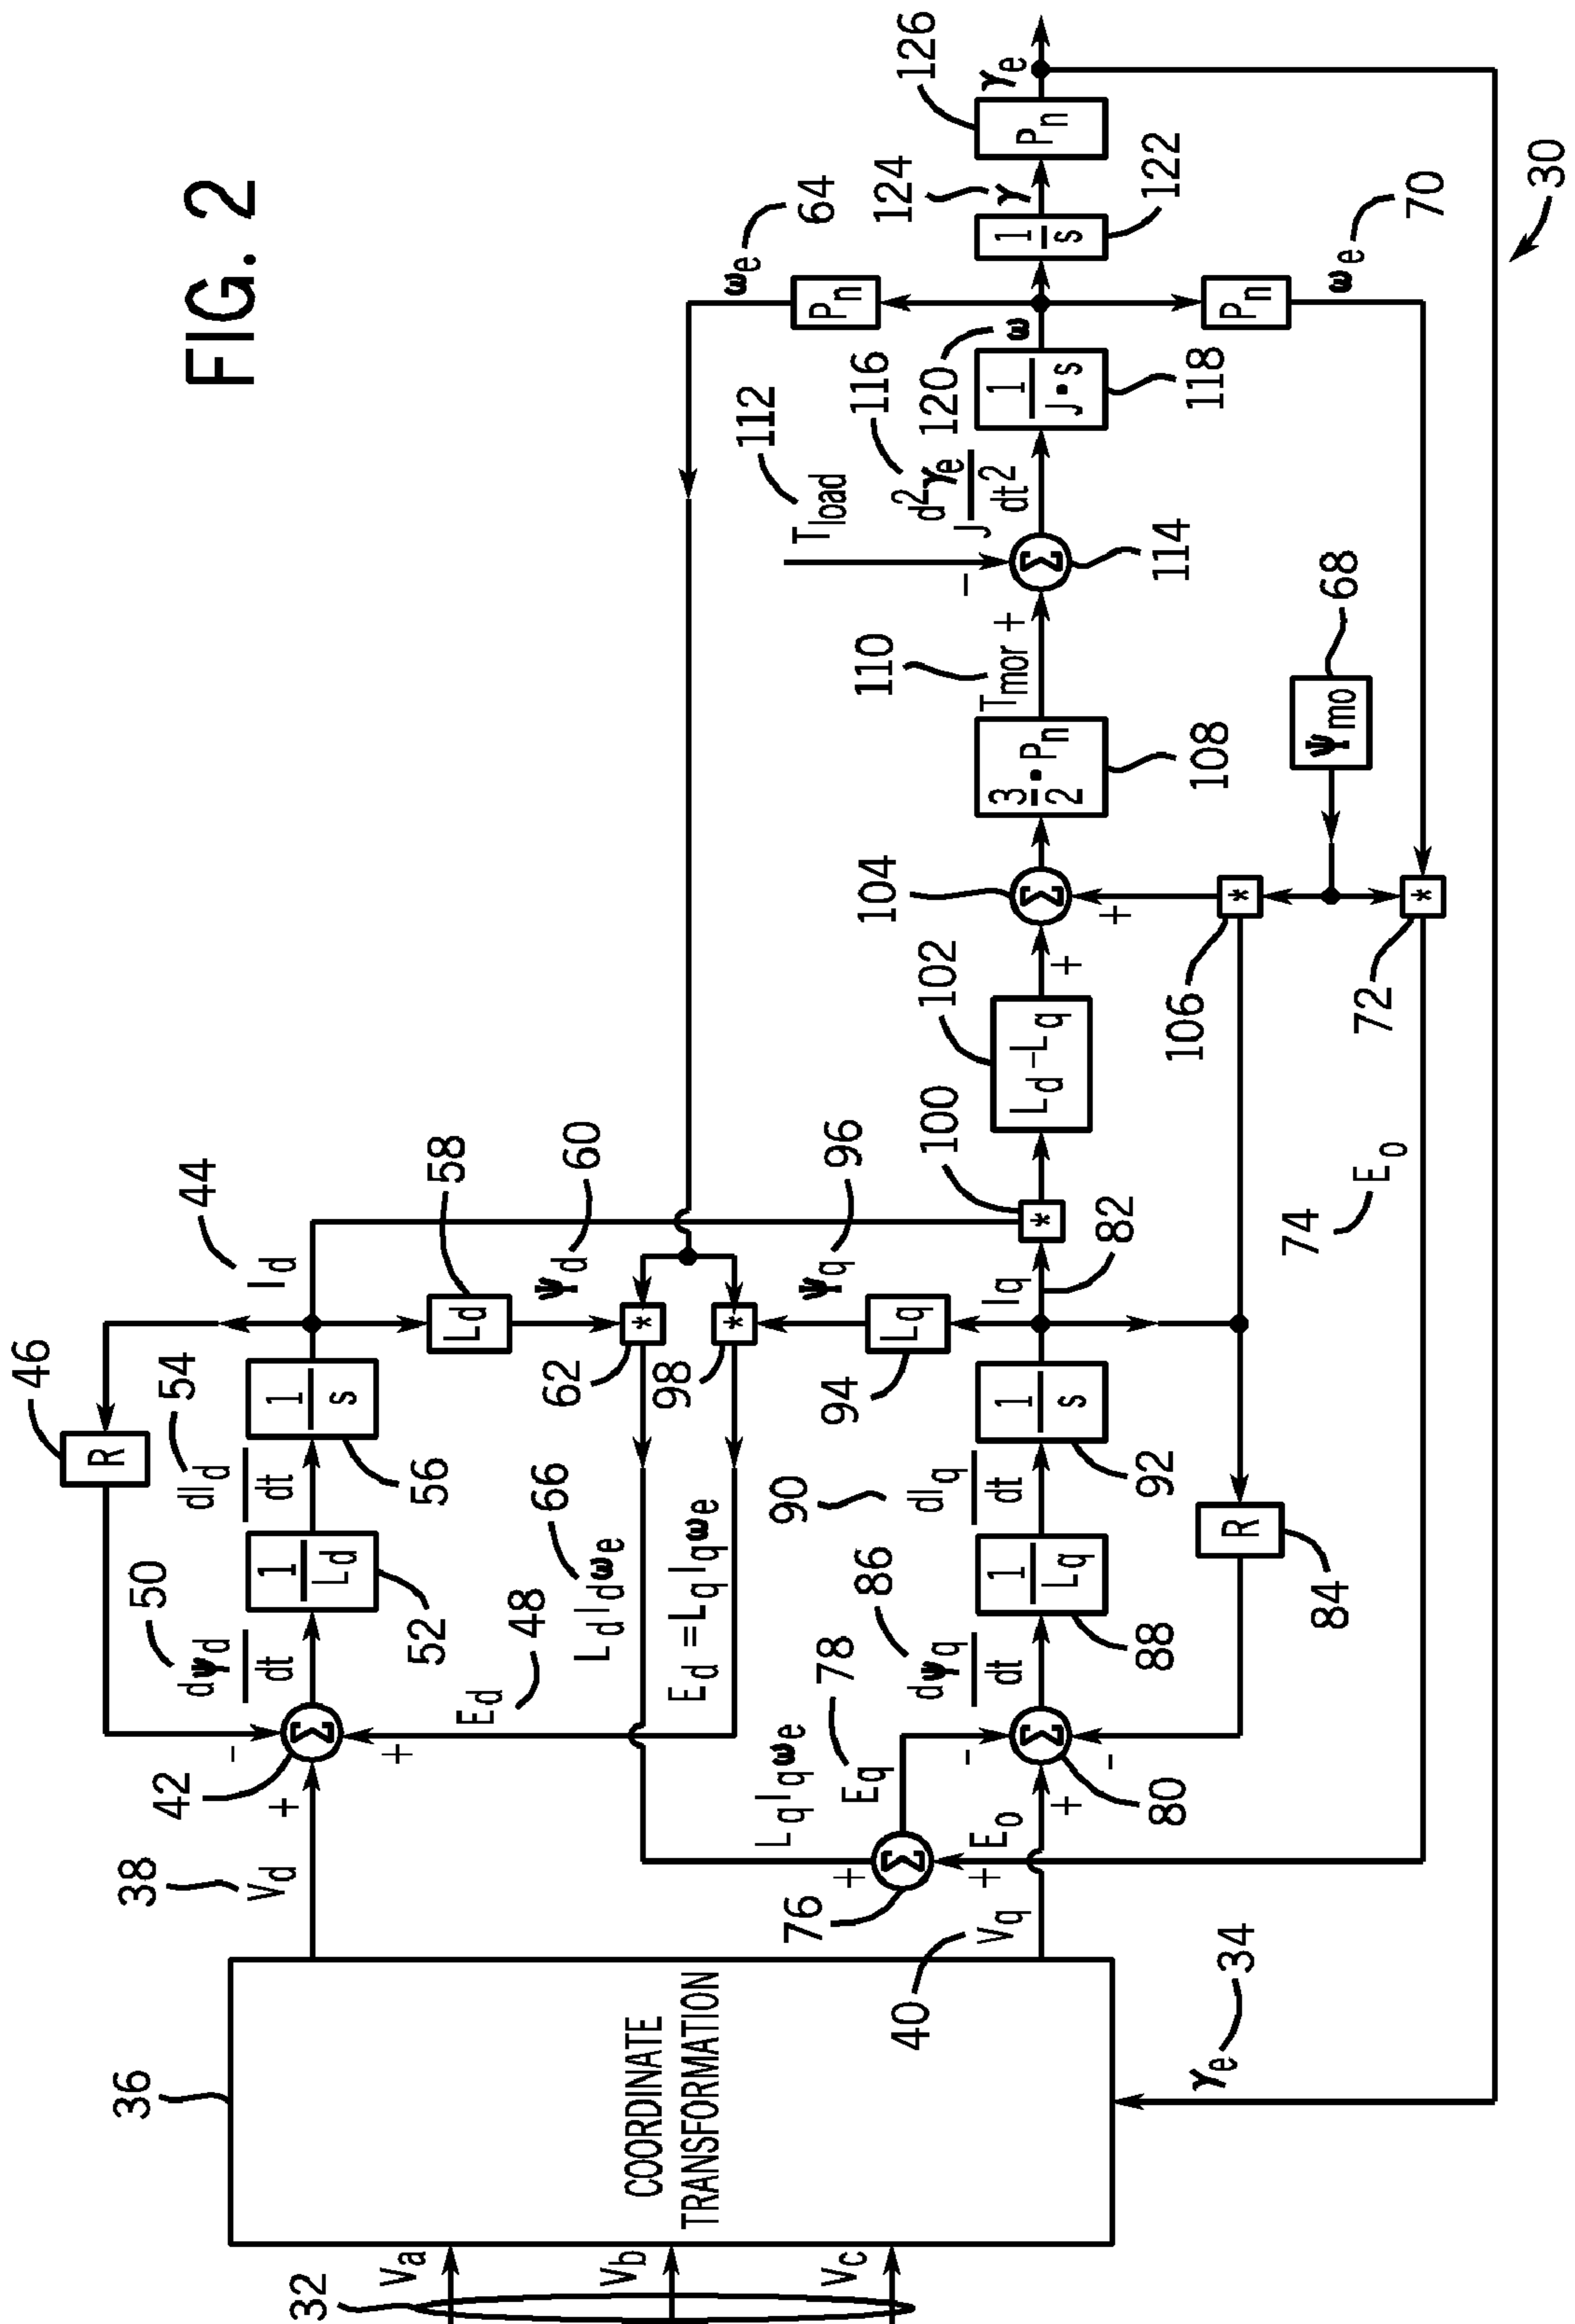 FIG. 2
30
32
Va
Vb
Vc
36
COORDINATE
TRANSFORMATION
γe
34
38
Vd
40
Vq
42
+
-
+
46
R
50
dψd
dt
52
1
Ld
54
dId
dt
56
1
s
44
Id
58
Ld
ψd
60
62
*
64
ωe
66
LdIdωe
Ed = LqIqωe
Ed
48
98
*
ψq
96
94
Lq
LqIqωe
76
Σ
+
+
Eo
78
Eq
80
Σ
+
-
-
86
dψq
dt
88
1
Lq
90
dIq
dt
92
1
s
Iq
82
84
R
100
*
102
Ld-Lq
104
Σ
+
+
106
*
108
3
2
•Pn
110
Tmor
+
-
112
Tload
114
Σ
116
J d²γe
dt²
118
1
J•s
120
ω
Pn
Pn
ωe
70
122
1
s
124
γ
126
Pn
γe
68
ψmo
72
*
74
Eo
Σ